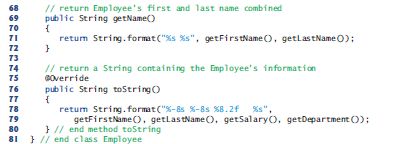 68 // return Employee's first and last name combined
69 public String getName()
70 {
71 return String.format("%s %s", getFirstName(), getLastName());
72 }
73
74 // return a String containing the Employee's information
75 @Override
76 public String toString()
77 {
78 return String.format("%-8s %-8s %8.2f %s",
79 getFirstName(), getLastName(), getSalary(), getDepartment());
80 } // end method toString
81 } // end class Employee